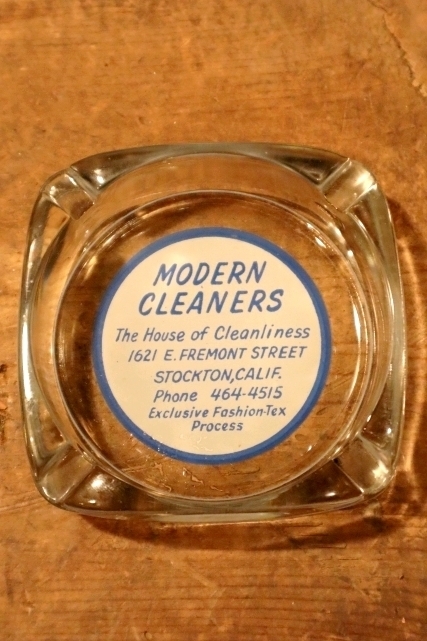 MODERN
CLEANERS
The House of Cleanliness
1621 E. FREMONT STREET
STOCKTON, CALIF.
Phone 464-4515
Exclusive Fashion-Tex
Process